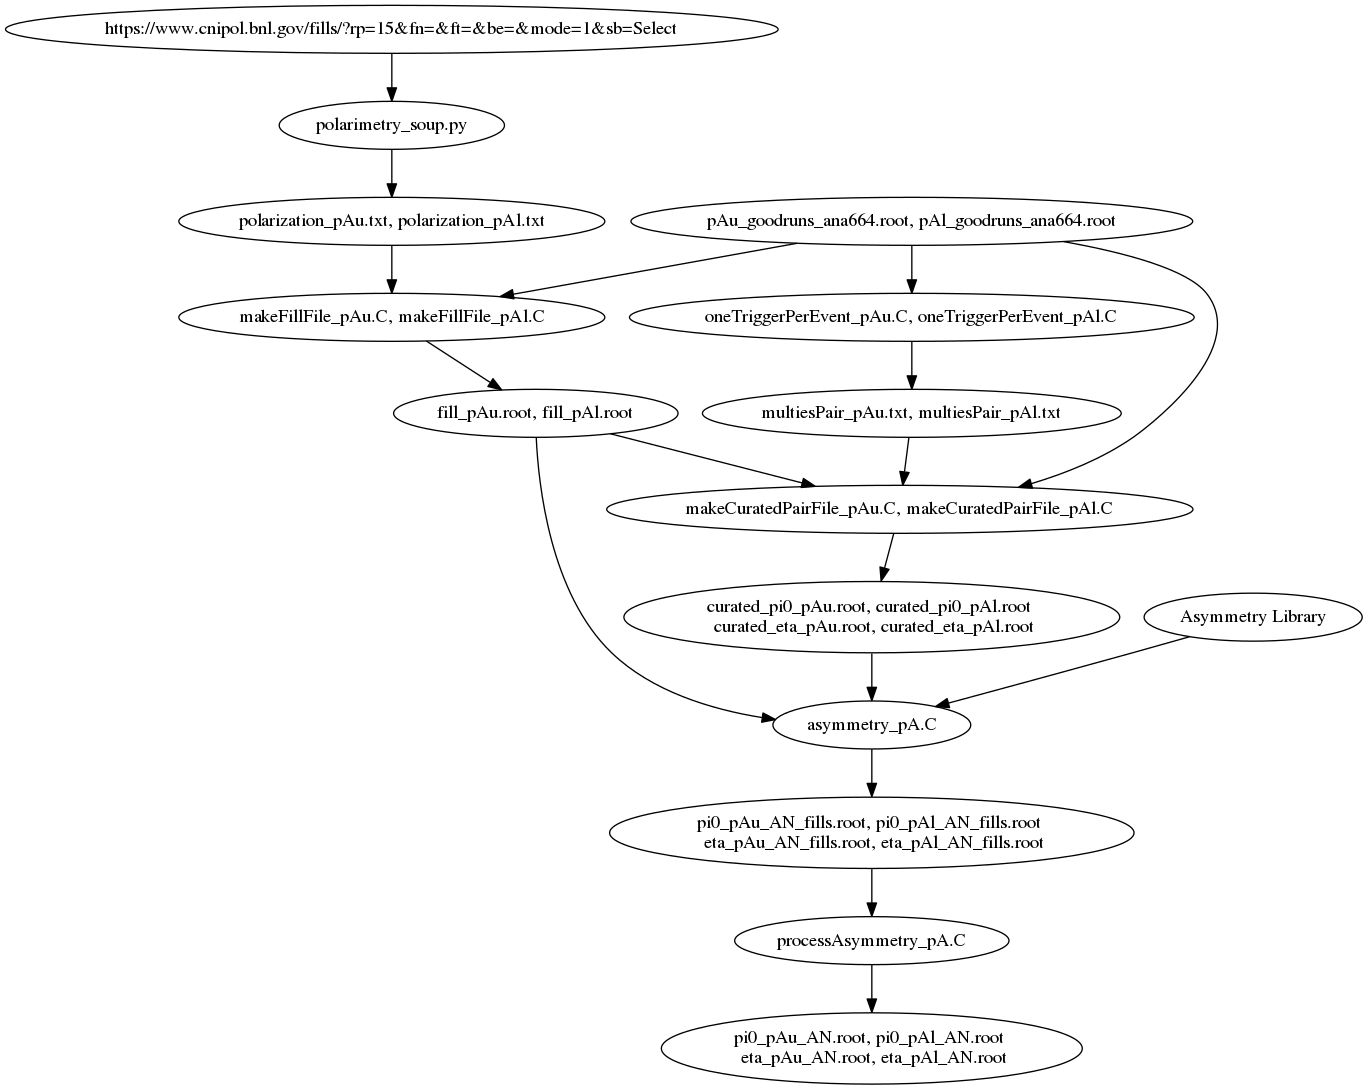 https://www.cnipol.bnl.gov/fills/?rp=15&fn=&ft=&be=&mode=1&sb=Select
polarimetry_soup.py
polarization_pAu.txt, polarization_pAl.txt
pAu_goodruns_ana664.root, pAl_goodruns_ana664.root
makeFillFile_pAu.C, makeFillFile_pAl.C
oneTriggerPerEvent_pAu.C, oneTriggerPerEvent_pAl.C
fill_pAu.root, fill_pAl.root
multiesPair_pAu.txt, multiesPair_pAl.txt
makeCuratedPairFile_pAu.C, makeCuratedPairFile_pAl.C
curated_pi0_pAu.root, curated_pi0_pAl.root
curated_eta_pAu.root, curated_eta_pAl.root
Asymmetry Library
asymmetry_pA.C
pi0_pAu_AN_fills.root, pi0_pAl_AN_fills.root
eta_pAu_AN_fills.root, eta_pAl_AN_fills.root
processAsymmetry_pA.C
pi0_pAu_AN.root, pi0_pAl_AN.root
eta_pAu_AN.root, eta_pAl_AN.root